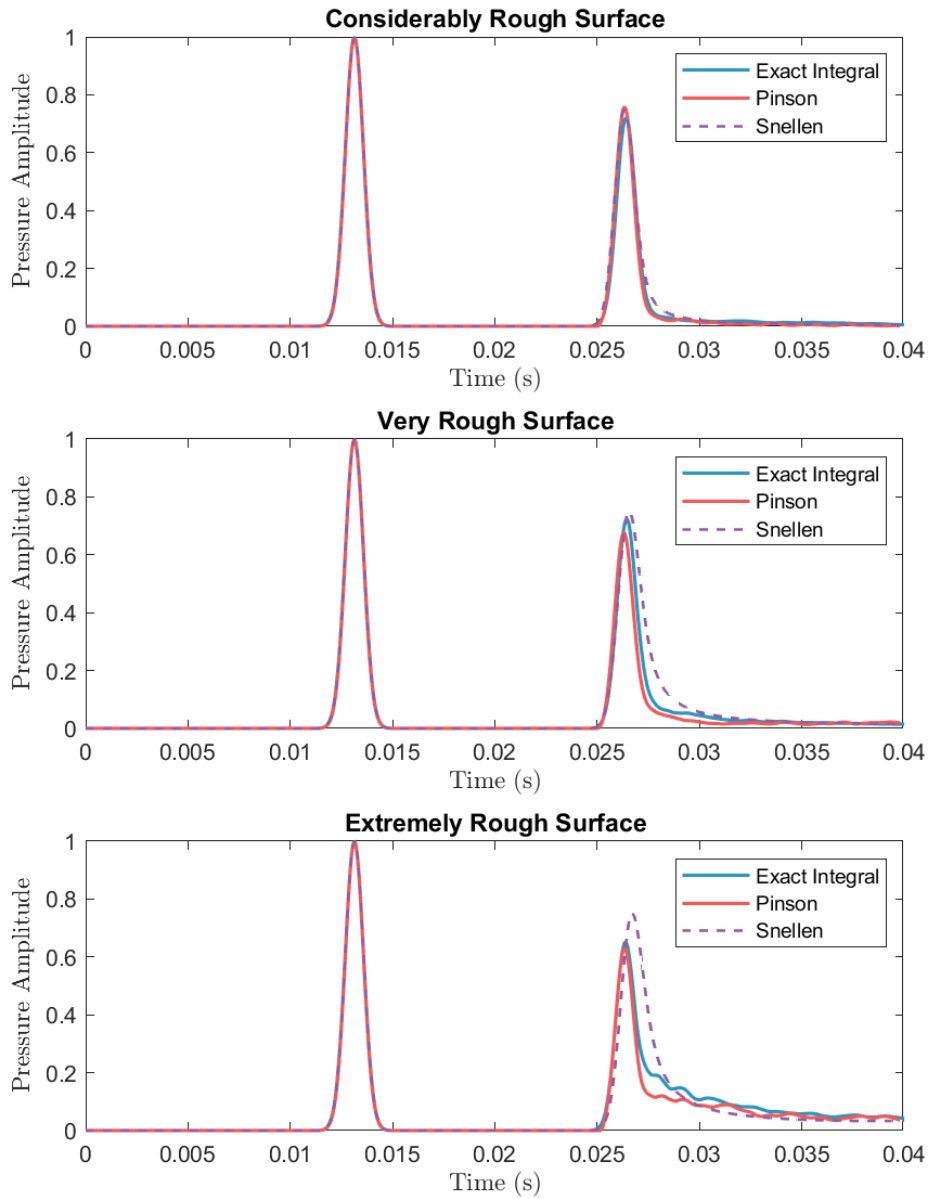 Considerably Rough Surface
1
0.8
0.6
0.4
0.2
0
Pressure Amplitude
Exact Integral
Pinson
Snellen
0 0.005 0.01 0.015 0.02 0.025 0.03 0.035 0.04
Time (s)
Very Rough Surface
1
0.8
0.6
0.4
0.2
0
Pressure Amplitude
Exact Integral
Pinson
Snellen
0 0.005 0.01 0.015 0.02 0.025 0.03 0.035 0.04
Time (s)
Extremely Rough Surface
1
0.8
0.6
0.4
0.2
0
Pressure Amplitude
Exact Integral
Pinson
Snellen
0 0.005 0.01 0.015 0.02 0.025 0.03 0.035 0.04
Time (s)